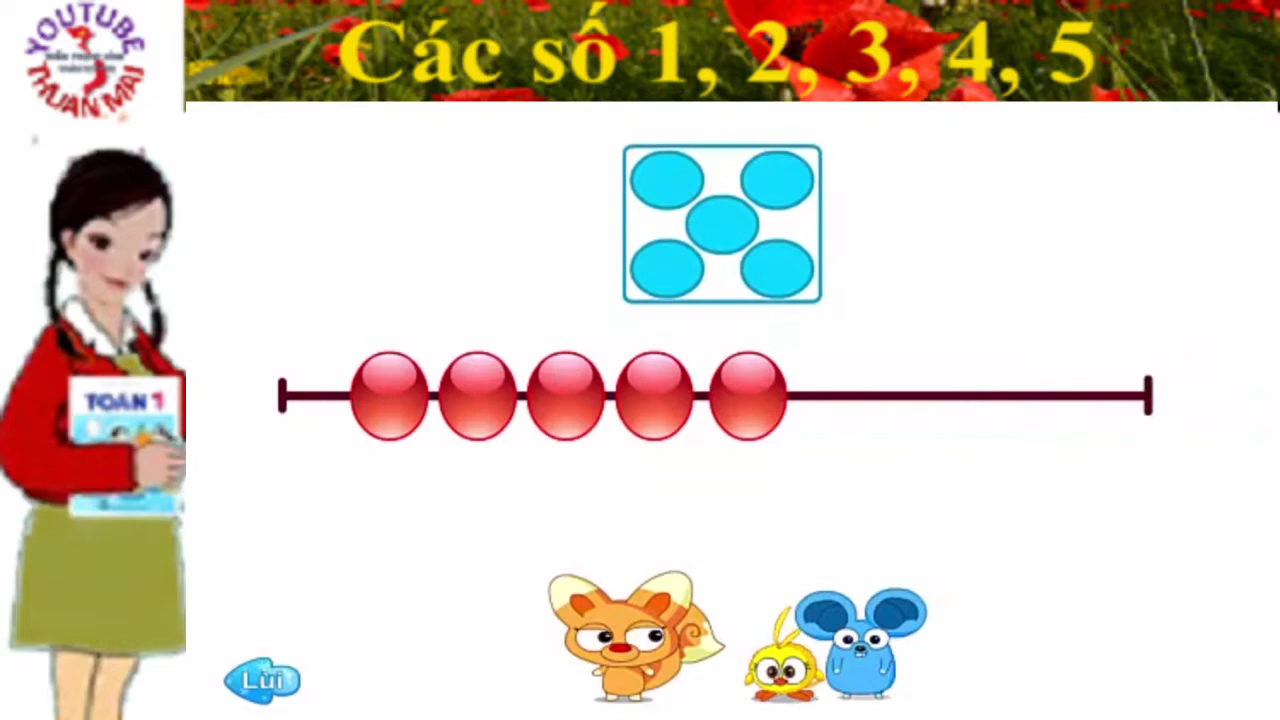 YOUTUBE
THUAN MAI
Các số 1, 2, 3, 4, 5
TOÁN 1
Lùi